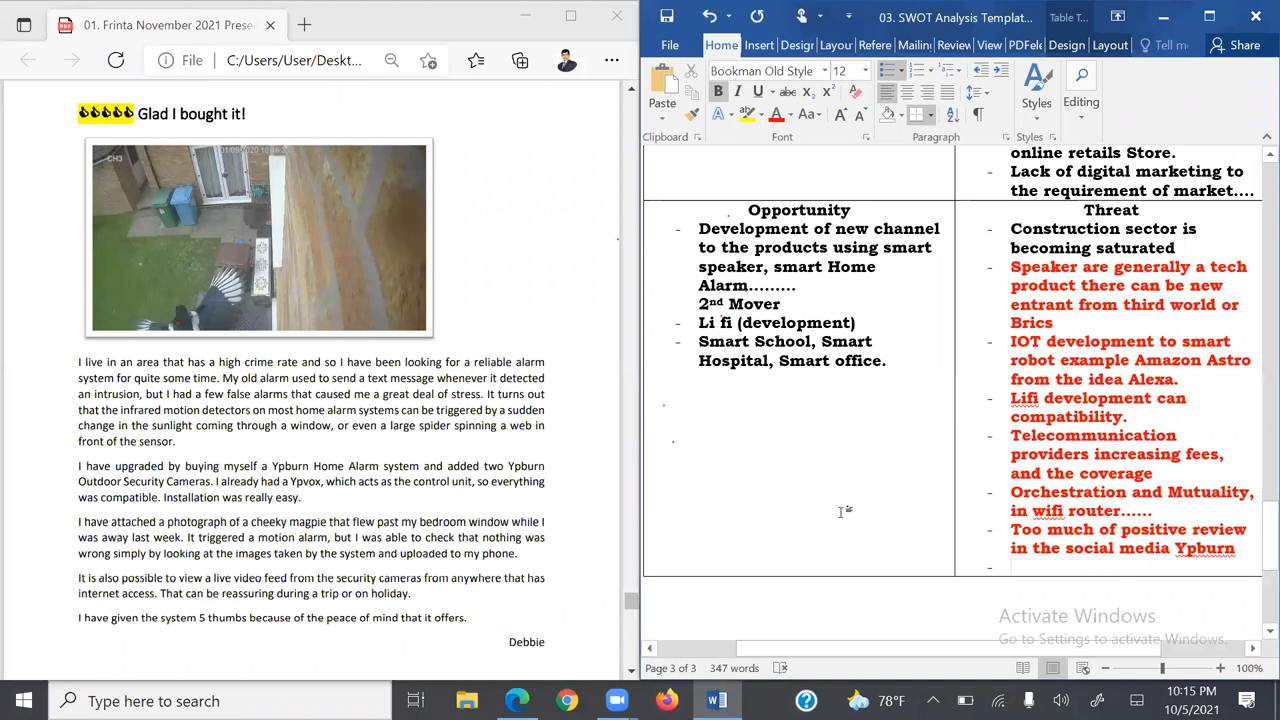 01. Frinta November 2021 Prese
File
C:/Users/User/Deskt...
Glad I bought it!
CH3
I live in an area that has a high crime rate and so I have been looking for a reliable alarm
system for quite some time. My old alarm used to send a text message whenever it detected
an intrusion, but I had a few false alarms that caused me a great deal of stress. It turns out
that the infrared motion detectors on most home alarm systems can be triggered by a sudden
change in the sunlight coming through a window, or even a large spider spinning a web in
front of the sensor.
I have upgraded by buying myself a Ypburn Home Alarm system and added two Ypburn
Outdoor Security Cameras. I already had a Ypvox, which acts as the control unit, so everything
was compatible. Installation was really easy.
I have attached a photograph of a cheeky magpie that flew past my bedroom window while I
was away last week. It triggered a motion alarm, but I was able to check that nothing was
wrong simply by looking at the images taken by the system and uploaded to my phone.
It is also possible to view a live video feed from the security cameras from anywhere that has
internet access. That can be reassuring during a trip or on holiday.
I have given the system 5 thumbs because of the peace of mind that it offers.
Debbie
03. SWOT Analysis Templat...
Table T...
File Home Insert Design Layou Refere Mailing Review View PDFele Design Layout Tell me Share
Bookman Old Style 12
Paste
Styles
Editing
Clipboard Font Paragraph Styles
online retails Store.
- Lack of digital marketing to
the requirement of market....
Opportunity
- Development of new channel
to the products using smart
speaker, smart Home
Alarm.........
2nd Mover
- Li fi (development)
- Smart School, Smart
Hospital, Smart office.
Threat
- Construction sector is
becoming saturated
- Speaker are generally a tech
product there can be new
entrant from third world or
Brics
- IOT development to smart
robot example Amazon Astro
from the idea Alexa.
- Lifi development can
compatibility.
- Telecommunication
providers increasing fees,
and the coverage
- Orchestration and Mutuality,
in wifi router......
- Too much of positive review
in the social media Ypburn
-
Activate Windows
Go to Settings to activate Windows.
Page 3 of 3 347 words 100%
Type here to search
78°F
10:15 PM
10/5/2021